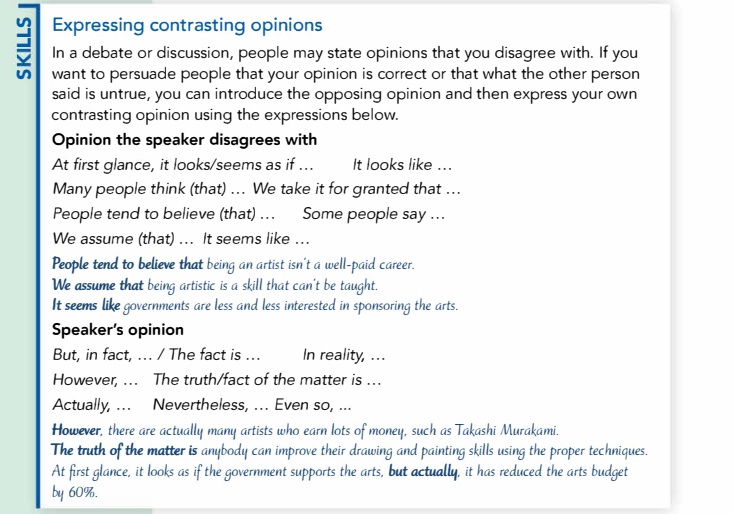 SKILLS
Expressing contrasting opinions
In a debate or discussion, people may state opinions that you disagree with. If you
want to persuade people that your opinion is correct or that what the other person
said is untrue, you can introduce the opposing opinion and then express your own
contrasting opinion using the expressions below.
Opinion the speaker disagrees with
At first glance, it looks/seems as if … It looks like …
Many people think (that) … We take it for granted that …
People tend to believe (that) … Some people say …
We assume (that) … It seems like …
People tend to believe that being an artist isn't a well-paid career.
We assume that being artistic is a skill that can't be taught.
It seems like governments are less and less interested in sponsoring the arts.
Speaker's opinion
But, in fact, … / The fact is … In reality, …
However, … The truth/fact of the matter is …
Actually, … Nevertheless, … Even so, ...
However, there are actually many artists who earn lots of money, such as Takashi Murakami.
The truth of the matter is anybody can improve their drawing and painting skills using the proper techniques.
At first glance, it looks as if the government supports the arts, but actually, it has reduced the arts budget
by 60%.